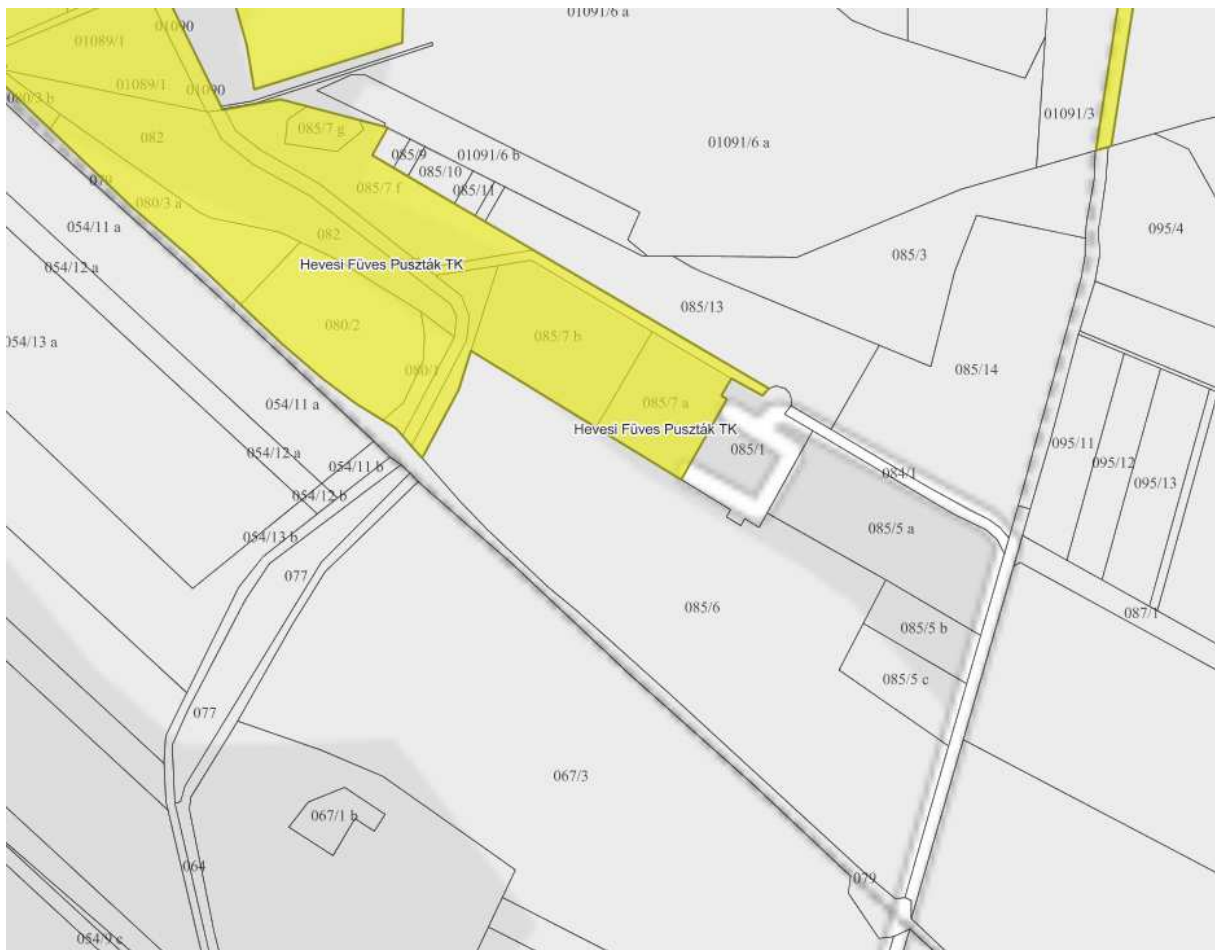 01091/6 a
01090
01089/1
01089/1
01090
080/3 b
01091/3
085/7 g
082
01091/6 a
085/9
01091/6 b
085/10
079
085/7 f
085/11
080/3 a
054/11 a
095/4
082
085/3
Hevesi Füves Puszták TK
054/12 a
085/13
080/2
085/7 b
054/13 a
080/1
085/14
054/11 a
085/7 a
Hevesi Füves Puszták TK
095/11
085/1
054/12 a
095/12
054/11 b
084/1
095/13
054/12 b
085/5 a
054/13 b
077
085/6
087/1
085/5 b
085/5 c
077
067/3
067/1 b
064
079
054/9 c